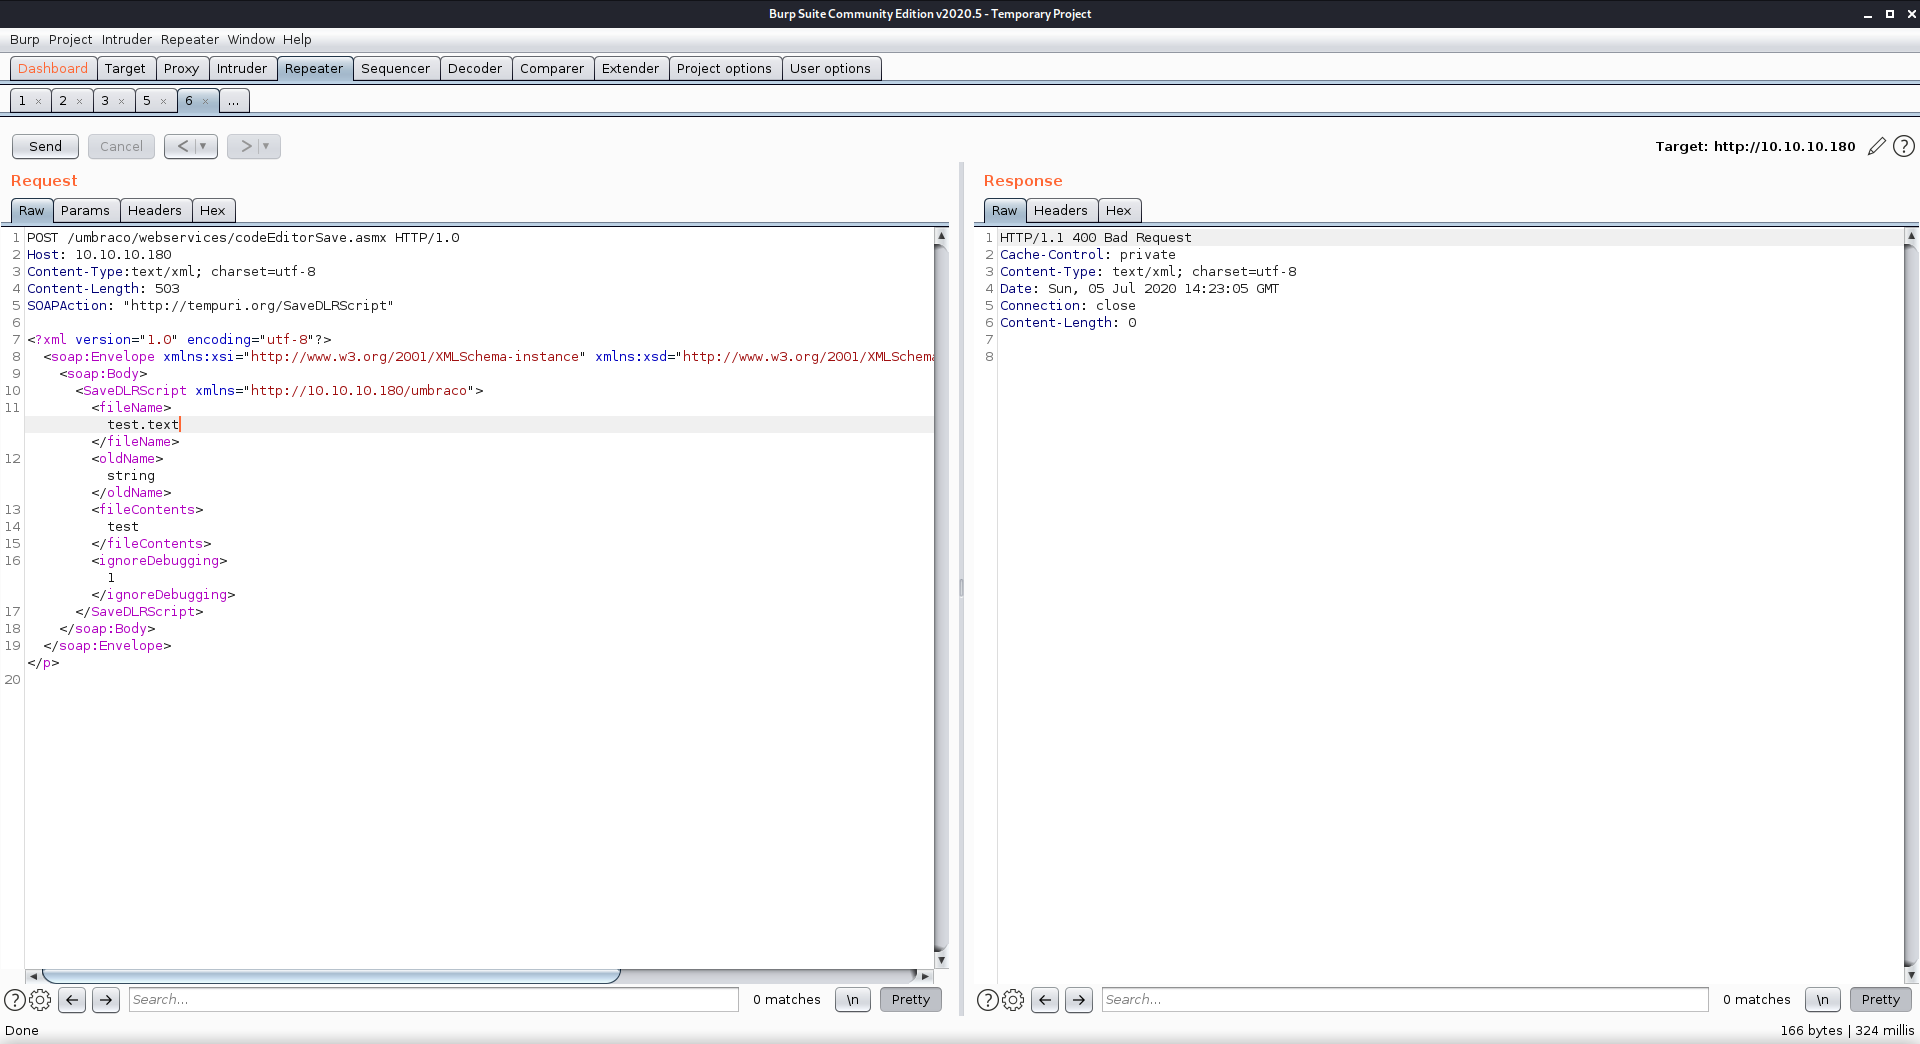 Burp Suite Community Edition v2020.5 - Temporary Project
Burp Project Intruder Repeater Window Help
Dashboard Target Proxy Intruder Repeater Sequencer Decoder Comparer Extender Project options User options
1 × 2 × 3 × 5 × 6 × ...
Send Cancel < > Target: http://10.10.10.180 ?
Request
Raw Params Headers Hex
1 POST /umbraco/webservices/codeEditorSave.asmx HTTP/1.0
2 Host: 10.10.10.180
3 Content-Type:text/xml; charset=utf-8
4 Content-Length: 503
5 SOAPAction: "http://tempuri.org/SaveDLRScript"
6
7 <?xml version="1.0" encoding="utf-8"?>
8 <soap:Envelope xmlns:xsi="http://www.w3.org/2001/XMLSchema-instance" xmlns:xsd="http://www.w3.org/2001/XMLSchema
9 <soap:Body>
10 <SaveDLRScript xmlns="http://10.10.10.180/umbraco">
11 <fileName>
test.text
</fileName>
12 <oldName>
string
</oldName>
13 <fileContents>
14 test
15 </fileContents>
16 <ignoreDebugging>
1
</ignoreDebugging>
17 </SaveDLRScript>
18 </soap:Body>
19 </soap:Envelope>
</p>
20
? Search... 0 matches \n Pretty
Response
Raw Headers Hex
1 HTTP/1.1 400 Bad Request
2 Cache-Control: private
3 Content-Type: text/xml; charset=utf-8
4 Date: Sun, 05 Jul 2020 14:23:05 GMT
5 Connection: close
6 Content-Length: 0
7
8
? Search... 0 matches \n Pretty
Done
166 bytes | 324 millis